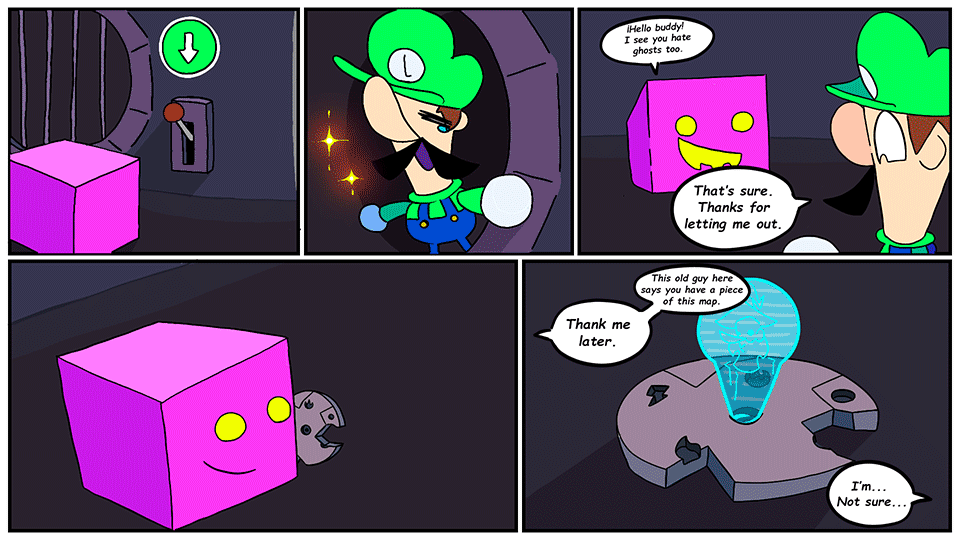 L
¡Hello buddy!
I see you hate
ghosts too.
That's sure.
Thanks for
letting me out.
This old guy here
says you have a piece
of this map.
Thank me
later.
I'm...
Not sure...